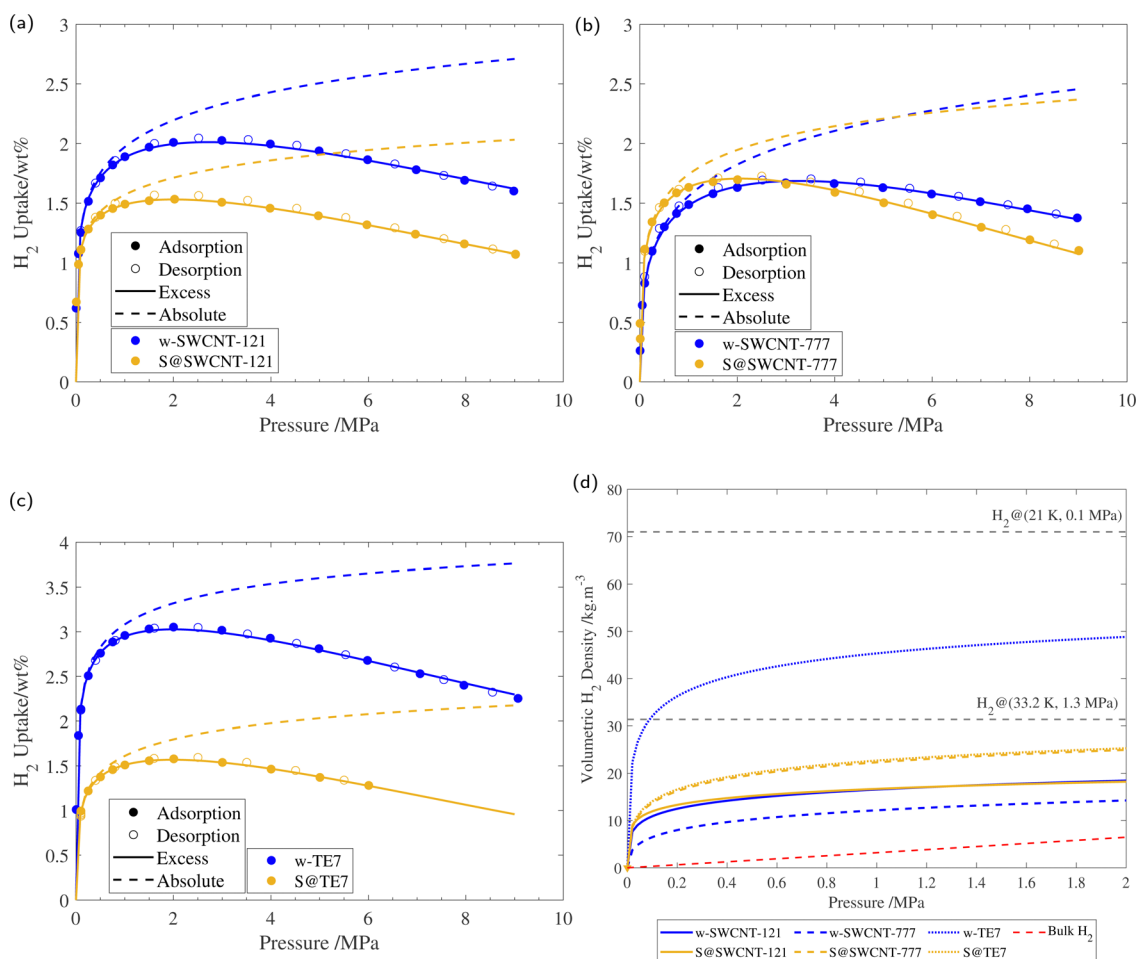 (a)
3
2.5
2
1.5
1
0.5
0
H2 Uptake/wt%
Adsorption
Desorption
Excess
Absolute
w-SWCNT-121
S@SWCNT-121
0 2 4 6 8 10
Pressure /MPa
(b)
3
2.5
2
1.5
1
0.5
0
H2 Uptake/wt%
Adsorption
Desorption
Excess
Absolute
w-SWCNT-777
S@SWCNT-777
0 2 4 6 8 10
Pressure /MPa
(c)
4
3.5
3
2.5
2
1.5
1
0.5
0
H2 Uptake/wt%
Adsorption
Desorption
Excess
Absolute
w-TE7
S@TE7
0 2 4 6 8 10
Pressure /MPa
(d)
80
70
60
50
40
30
20
10
0
Volumetric H2 Density /kg.m-3
H2@(21 K, 0.1 MPa)
H2@(33.2 K, 1.3 MPa)
0 0.2 0.4 0.6 0.8 1 1.2 1.4 1.6 1.8 2
Pressure /MPa
w-SWCNT-121 w-SWCNT-777 w-TE7 Bulk H2
S@SWCNT-121 S@SWCNT-777 S@TE7